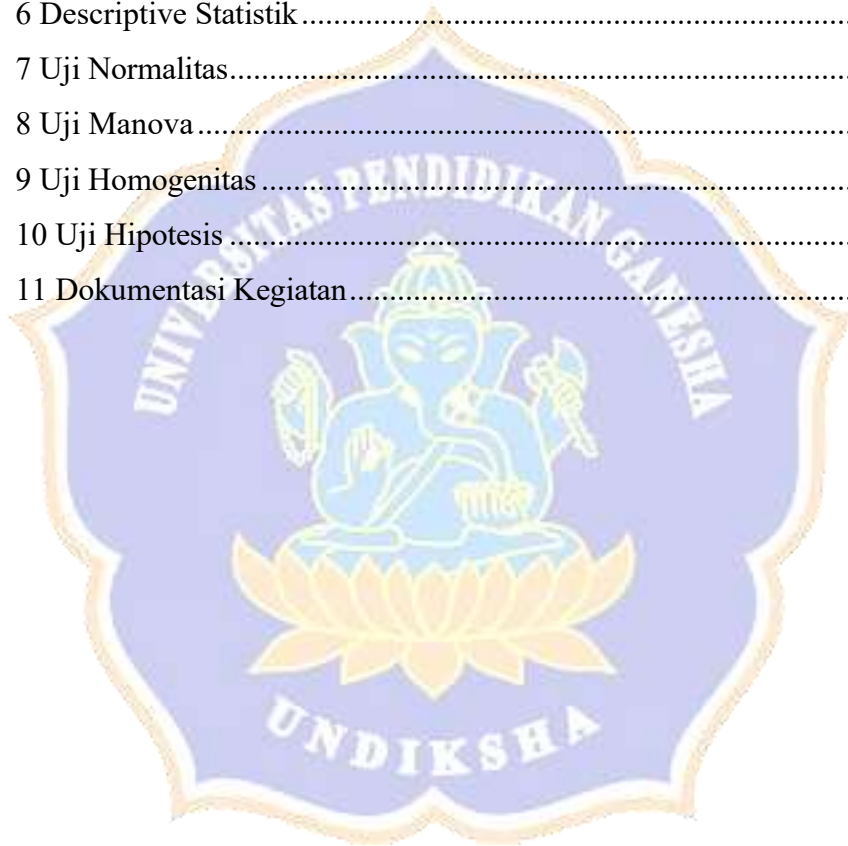 6 Descriptive Statistik........................................................................
7 Uji Normalitas.................................................................................
8 Uji Manova.....................................................................................
9 Uji Homogenitas.............................................................................
10 Uji Hipotesis.................................................................................
11 Dokumentasi Kegiatan..................................................................
UNIVERSITAS PENDIDIKAN GANESHA
UNDIKSHA